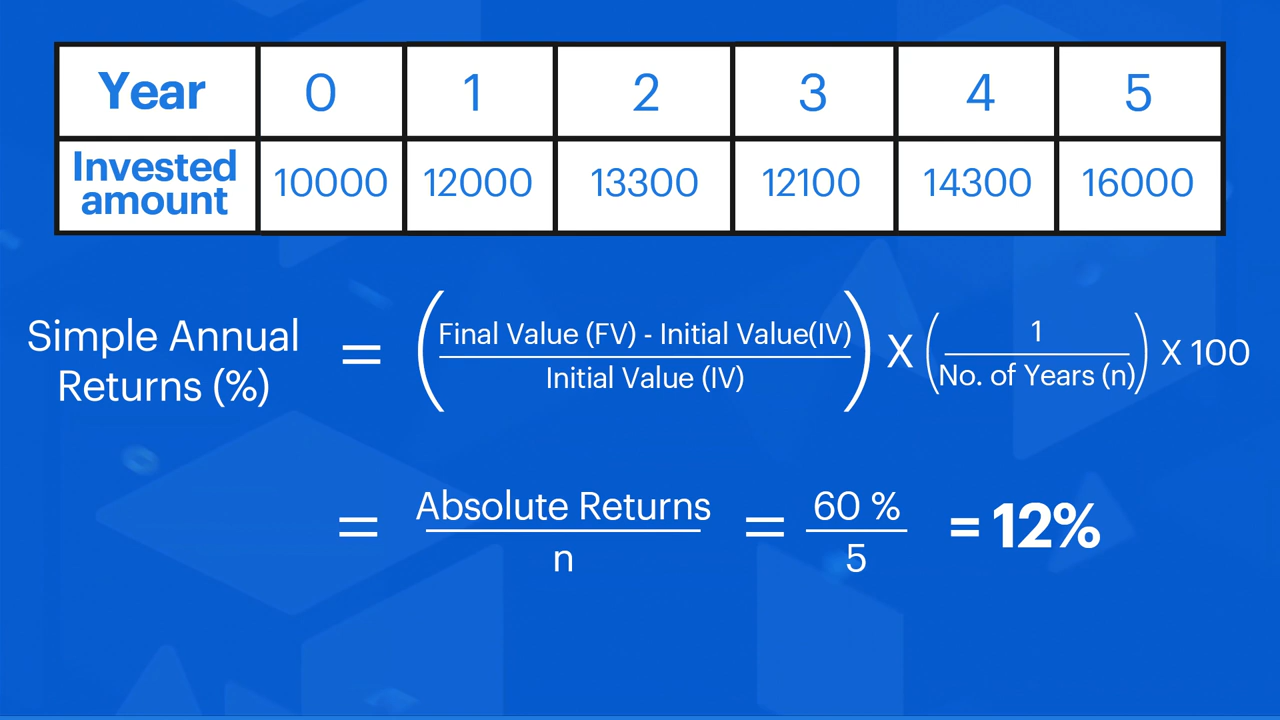 Year 0 1 2 3 4 5
Invested
amount 10000 12000 13300 12100 14300 16000
Simple Annual
Returns (%)
=
(Final Value (FV) - Initial Value(IV)
Initial Value (IV))
X
(1
No. of Years (n))
X 100
= Absolute Returns
n
= 60 %
5
= 12%